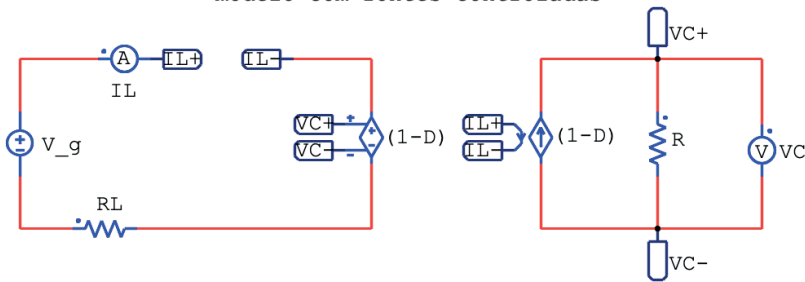 VC+
A
IL+
IL-
IL
VC+
VC-
(1-D)
IL+
IL-
(1-D)
V_g
R
V
VC
RL
VC-